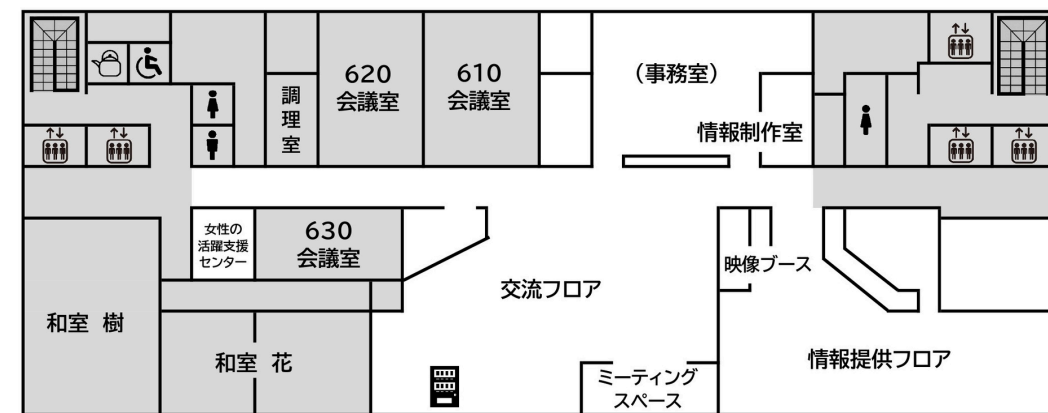 620
会議室
610
会議室
（事務室）
調理室
情報制作室
女性の
活躍支援
センター
630
会議室
映像ブース
交流フロア
和室 樹
和室 花
情報提供フロア
ミーティング
スペース